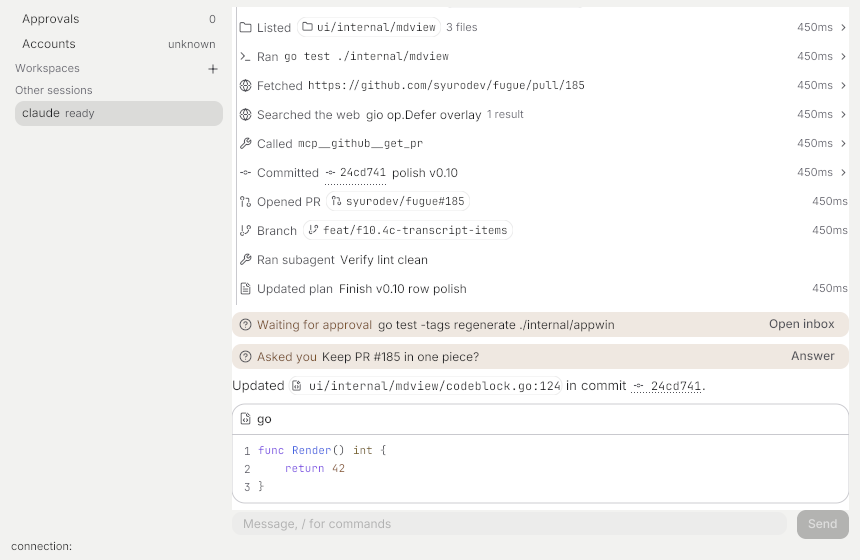 Approvals 0
Accounts unknown
Workspaces +
Other sessions
claude ready
connection:
Listed ui/internal/mdview 3 files 450ms
Ran go test ./internal/mdview 450ms
Fetched https://github.com/syurodev/fugue/pull/185 450ms
Searched the web gio op.Defer overlay 1 result 450ms
Called mcp__github__get_pr 450ms
Committed 24cd741 polish v0.10 450ms
Opened PR syurodev/fugue#185 450ms
Branch feat/f10.4c-transcript-items 450ms
Ran subagent Verify lint clean
Updated plan Finish v0.10 row polish 450ms
Waiting for approval go test -tags regenerate ./internal/appwin Open inbox
Asked you Keep PR #185 in one piece? Answer
Updated ui/internal/mdview/codeblock.go:124 in commit 24cd741.
go
1 func Render() int {
2     return 42
3 }
Message, / for commands Send